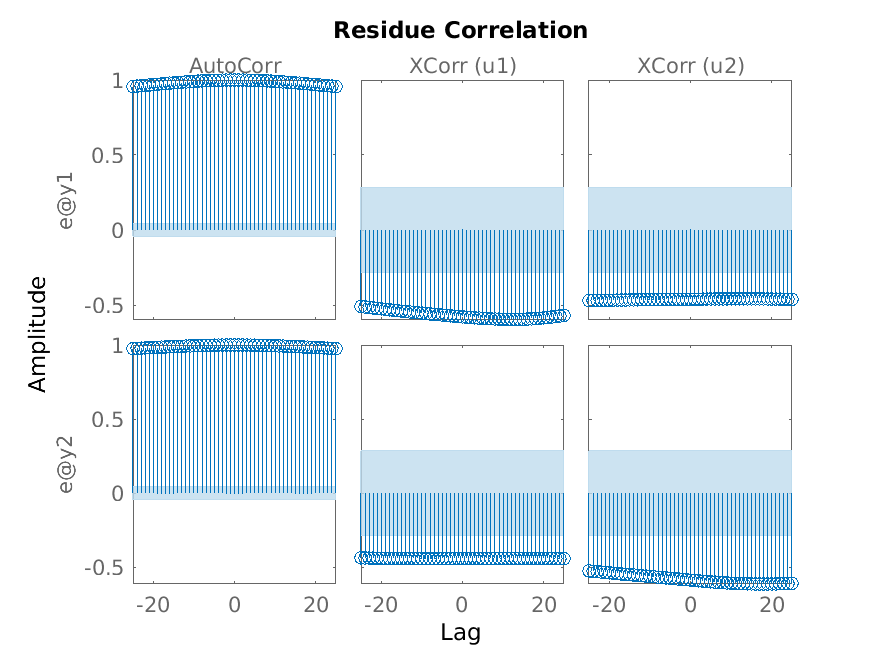 Residue Correlation
AutoCorr
XCorr (u1)
XCorr (u2)
e@y1
1
0.5
0
-0.5
Amplitude
e@y2
1
0.5
0
-0.5
-20 0 20
-20 0 20
-20 0 20
Lag